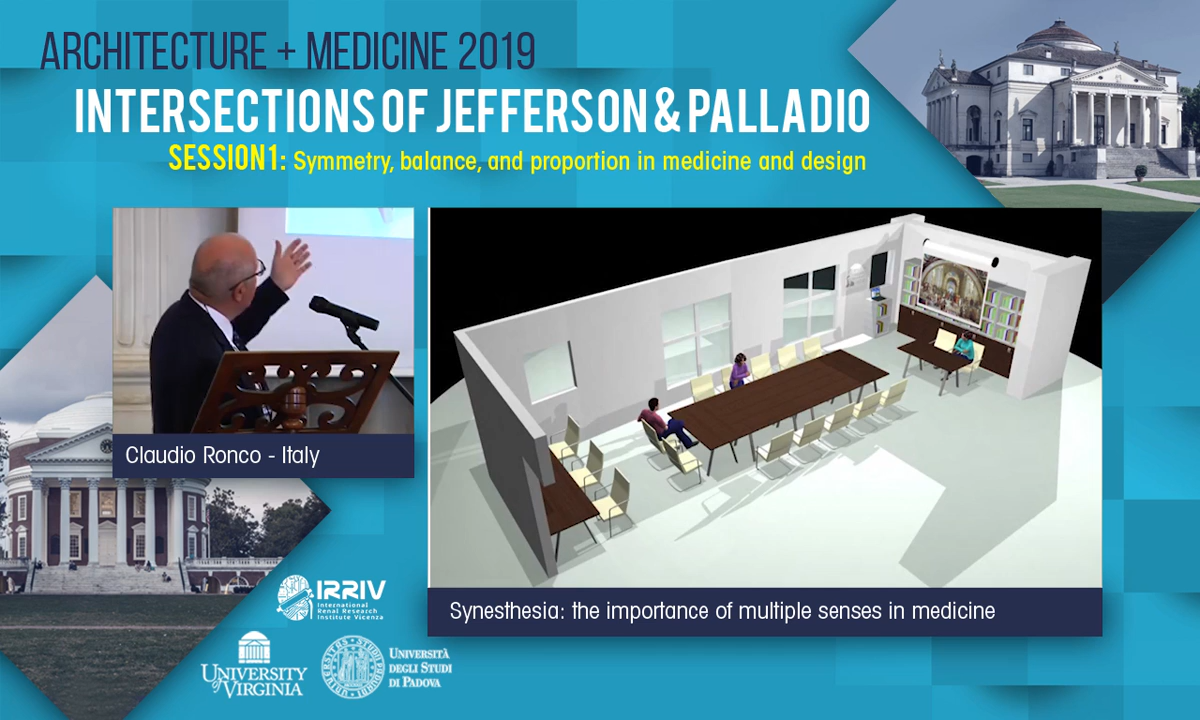 ARCHITECTURE + MEDICINE 2019
INTERSECTIONS OF JEFFERSON & PALLADIO
SESSION 1: Symmetry, balance, and proportion in medicine and design
Claudio Ronco - Italy
Synesthesia: the importance of multiple senses in medicine
IRRIV
International
Renal Research
Institute Vicenza
UNIVERSITY
of VIRGINIA
UNIVERSITÀ
DEGLI STUDI
DI PADOVA